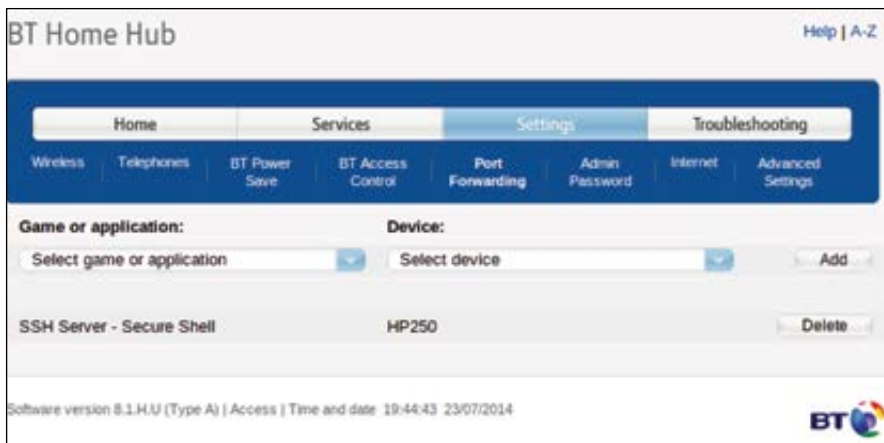 BT Home Hub
Help | A-Z
Home Services Settings Troubleshooting
Wireless Telephones BT Power Save BT Access Control Port Forwarding Admin Password Internet Advanced Settings
Game or application: Device:
Select game or application Select device Add
SSH Server - Secure Shell HP250 Delete
Software version 8.1.H.U (Type A) | Access | Time and date 19:44:43 23/07/2014
BT